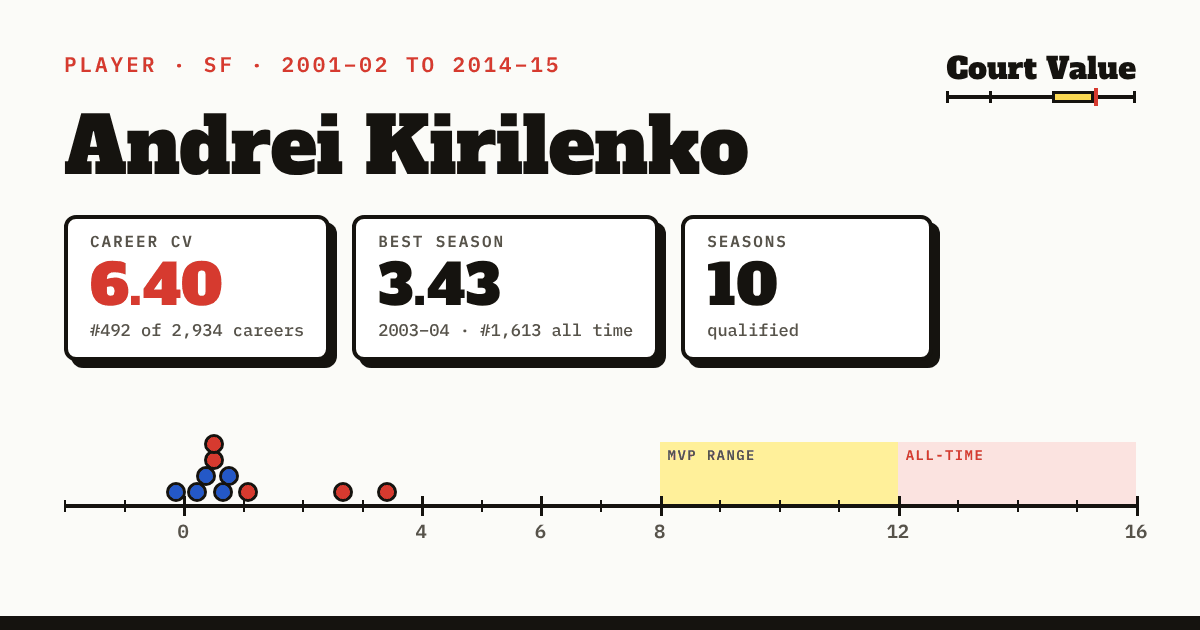 PLAYER · SF · 2001–02 TO 2014–15
Court Value
Andrei Kirilenko
CAREER CV
6.40
#492 of 2,934 careers
BEST SEASON
3.43
2003–04 · #1,613 all time
SEASONS
10
qualified
MVP RANGE
ALL-TIME
0 4 6 8 12 16